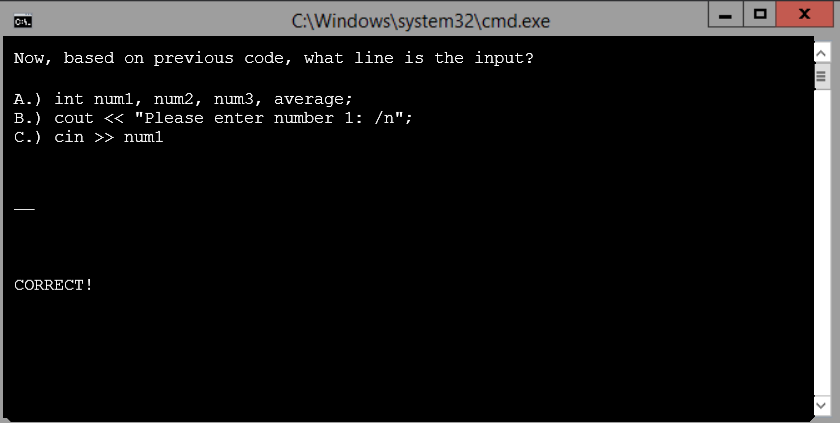 C:\Windows\system32\cmd.exe
Now, based on previous code, what line is the input?
A.) int num1, num2, num3, average;
B.) cout << "Please enter number 1: /n";
C.) cin >> num1
__
CORRECT!